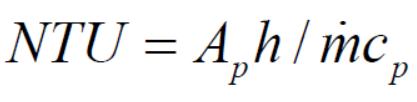 NTU = A_p h / ṁc_p